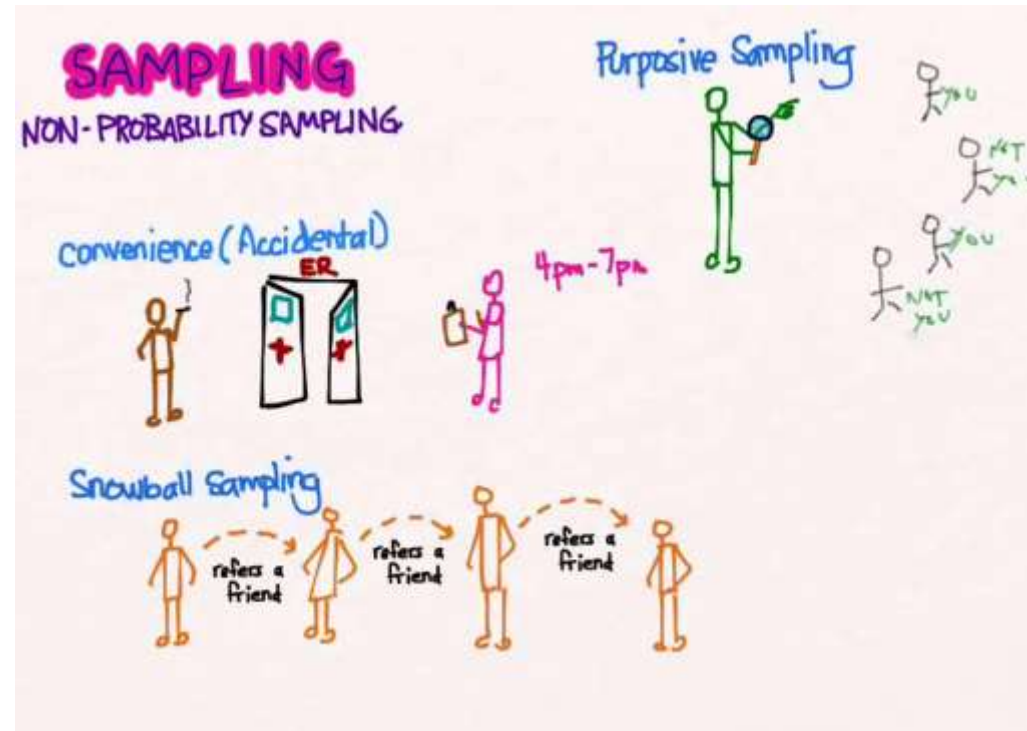 SAMPLING
NON-PROBABILITY SAMPLING
Purposive Sampling
YOU
NOT
YOU
YOU
NOT
YOU
Convenience (Accidental)
ER
4pm-7pm
Snowball Sampling
refers a
friend
refers a
friend
refers a
friend